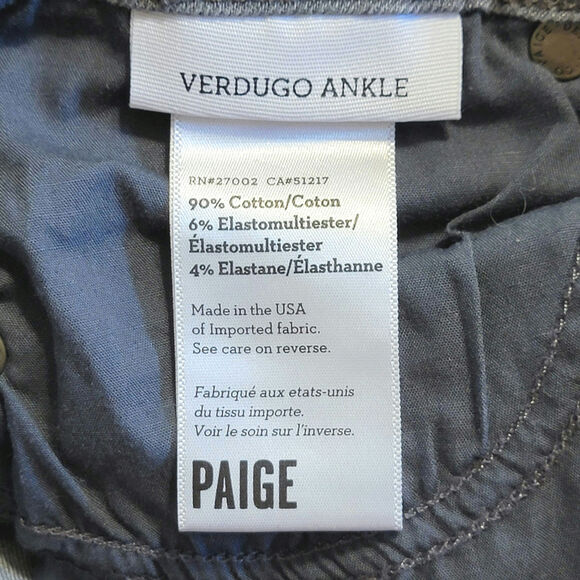 VERDUGO ANKLE
RN#27002 CA#51217
90% Cotton/Coton
6% Elastomultiester/
Élastomultiester
4% Elastane/Élasthanne
Made in the USA
of Imported fabric.
See care on reverse.
Fabriqué aux etats-unis
du tissu importe.
Voir le soin sur l'inverse.
PAIGE